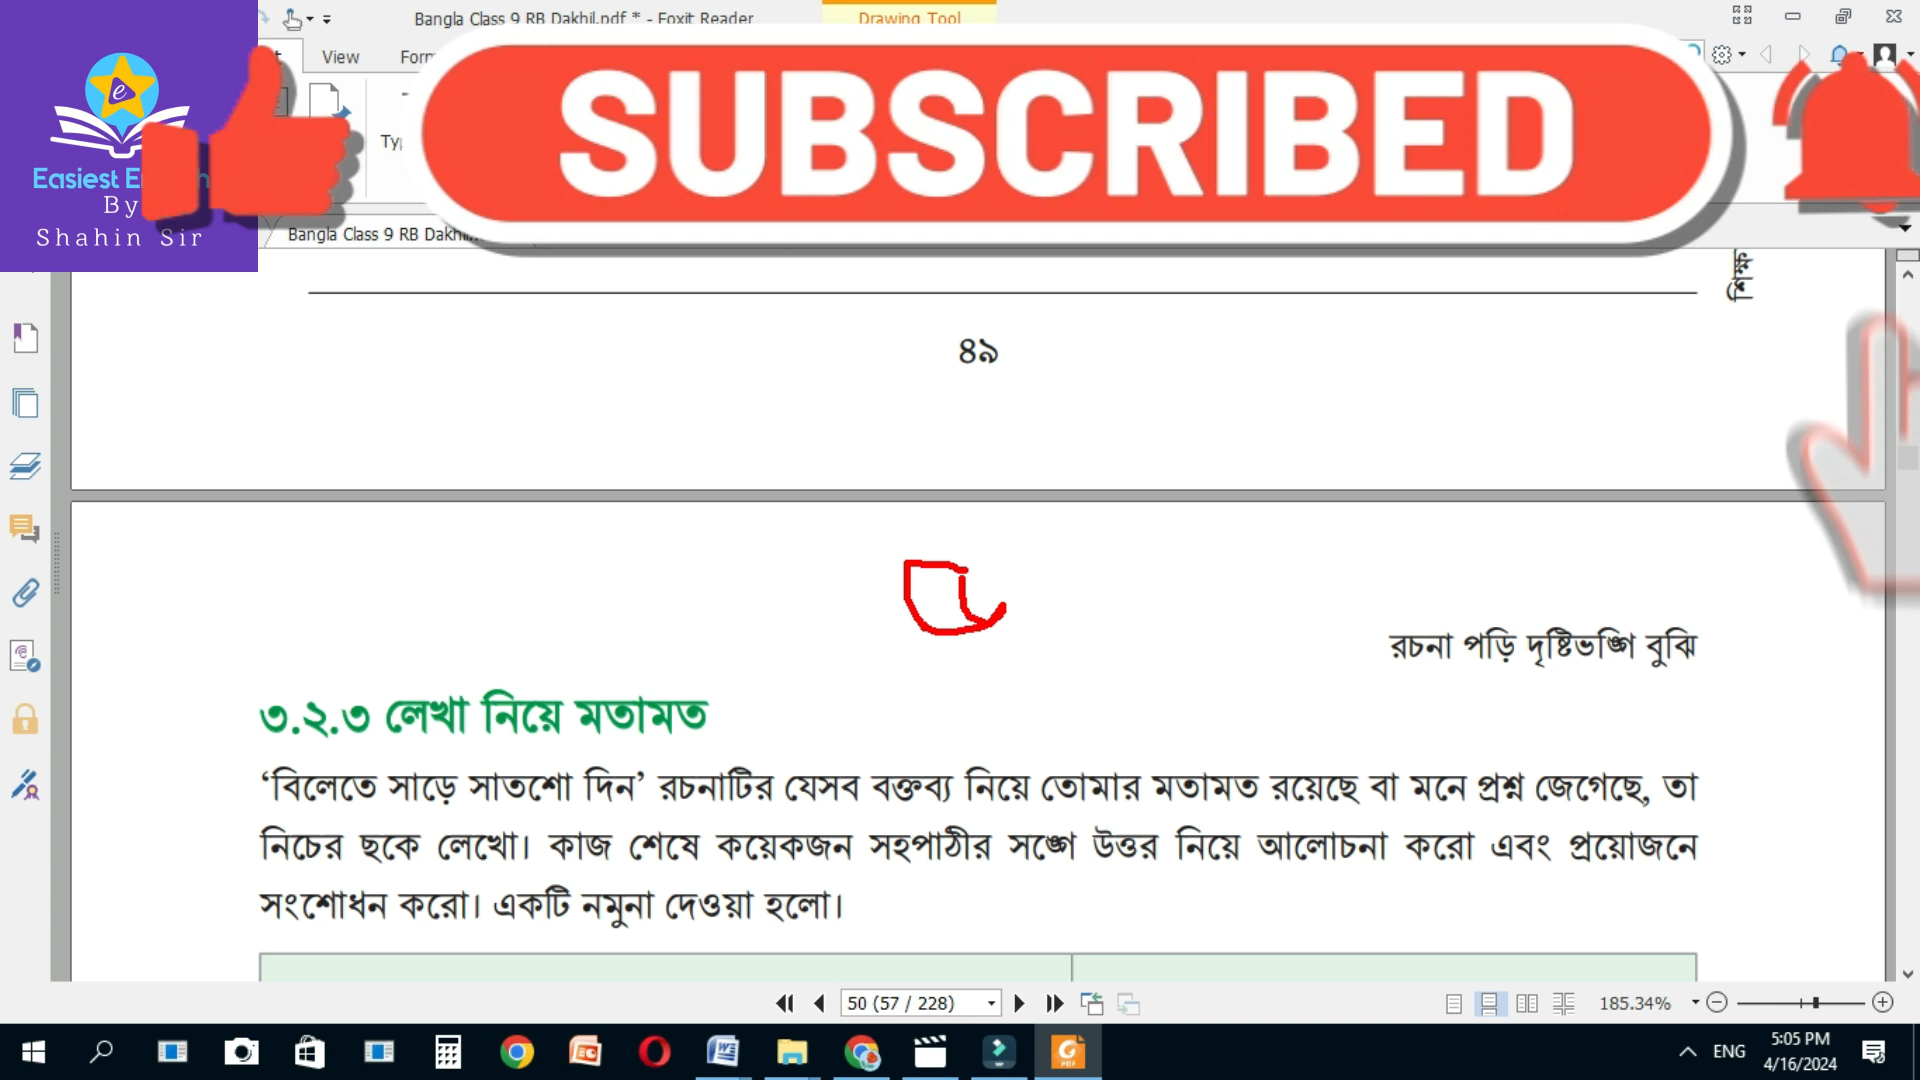 Bangla Class 9 RB Dakhil.pdf * - Foxit Reader
Drawing Tool
View
SUBSCRIBED
e
Easiest
By
Shahin Sir
Bangla Class 9 RB
৪৯
রচনা পড়ি দৃষ্টিভঙ্গি বুঝি
৩.২.৩ লেখা নিয়ে মতামত
‘বিলেতে সাড়ে সাতশো দিন’ রচনাটির যেসব বক্তব্য নিয়ে তোমার মতামত রয়েছে বা মনে প্রশ্ন জেগেছে, তা
নিচের ছকে লেখো। কাজ শেষে কয়েকজন সহপাঠীর সঙ্গে উত্তর নিয়ে আলোচনা করো এবং প্রয়োজনে
সংশোধন করো। একটি নমুনা দেওয়া হলো।
50 (57 / 228)
185.34%
ENG
5:05 PM
4/16/2024